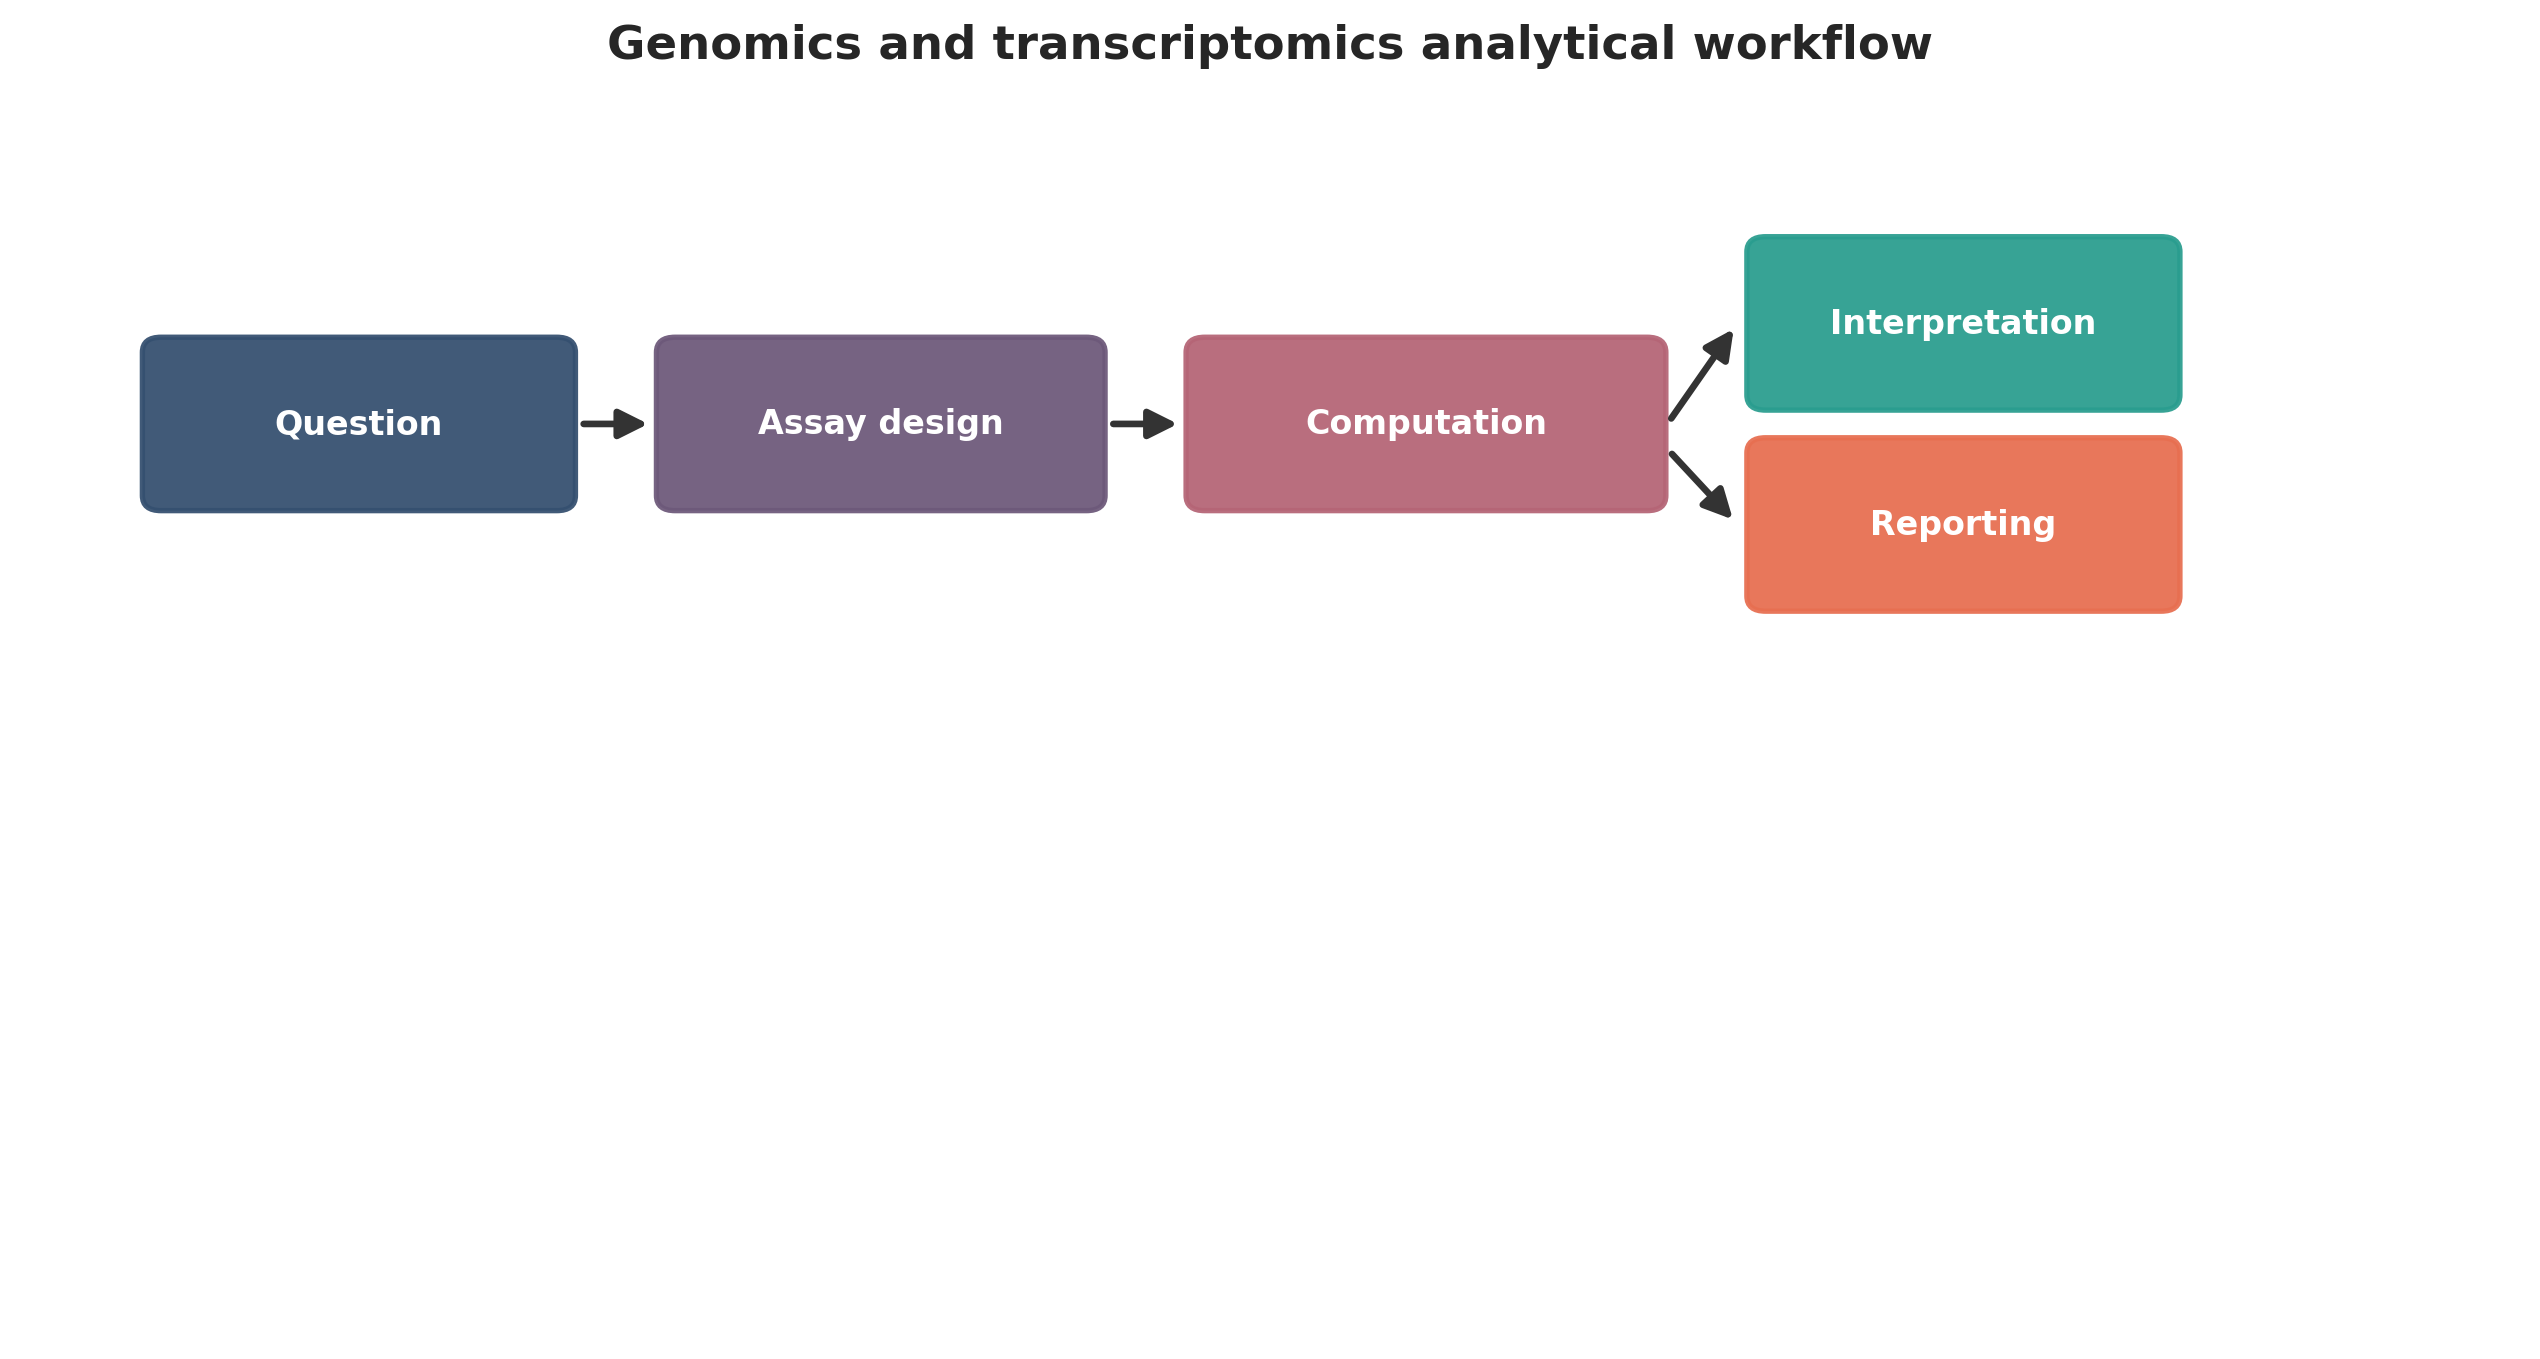 Genomics and transcriptomics analytical workflow
Question
Assay design
Computation
Interpretation
Reporting